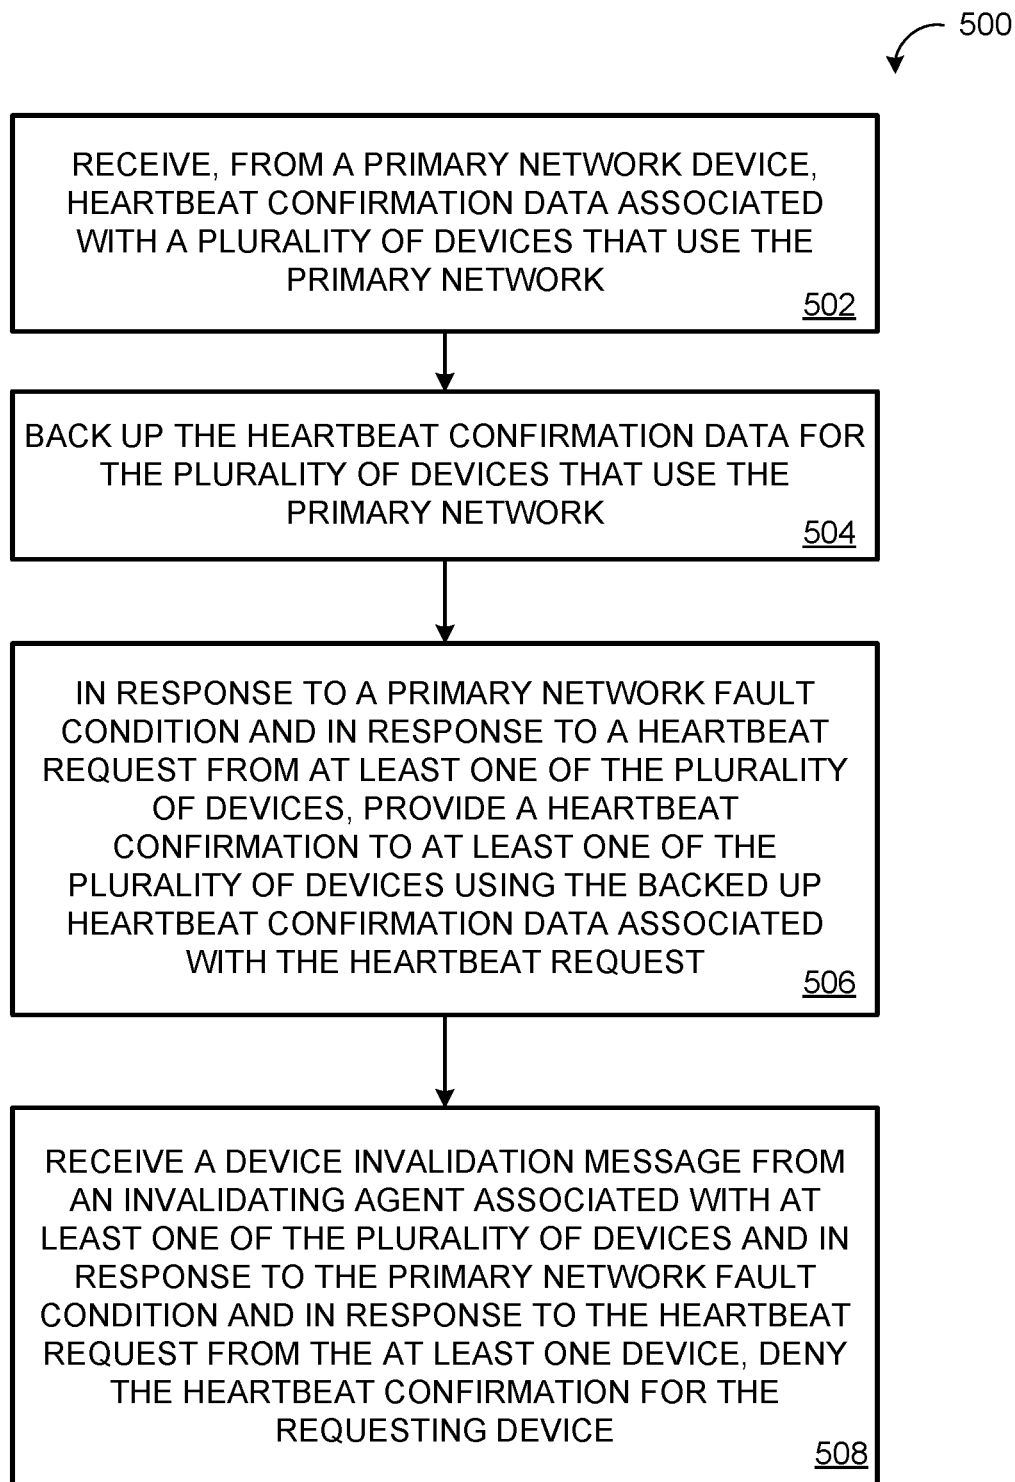 500
RECEIVE, FROM A PRIMARY NETWORK DEVICE,
HEARTBEAT CONFIRMATION DATA ASSOCIATED
WITH A PLURALITY OF DEVICES THAT USE THE
PRIMARY NETWORK
502
BACK UP THE HEARTBEAT CONFIRMATION DATA FOR
THE PLURALITY OF DEVICES THAT USE THE
PRIMARY NETWORK
504
IN RESPONSE TO A PRIMARY NETWORK FAULT
CONDITION AND IN RESPONSE TO A HEARTBEAT
REQUEST FROM AT LEAST ONE OF THE PLURALITY
OF DEVICES, PROVIDE A HEARTBEAT
CONFIRMATION TO AT LEAST ONE OF THE
PLURALITY OF DEVICES USING THE BACKED UP
HEARTBEAT CONFIRMATION DATA ASSOCIATED
WITH THE HEARTBEAT REQUEST
506
RECEIVE A DEVICE INVALIDATION MESSAGE FROM
AN INVALIDATING AGENT ASSOCIATED WITH AT
LEAST ONE OF THE PLURALITY OF DEVICES AND IN
RESPONSE TO THE PRIMARY NETWORK FAULT
CONDITION AND IN RESPONSE TO THE HEARTBEAT
REQUEST FROM THE AT LEAST ONE DEVICE, DENY
THE HEARTBEAT CONFIRMATION FOR THE
REQUESTING DEVICE
508